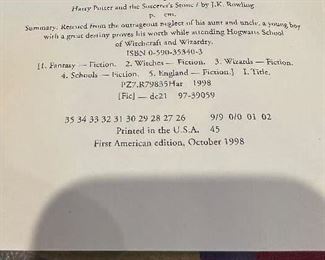 Harry Potter and the Sorcerer's Stone / by J.K. Rowling
p. cm.
Summary: Rescued from the outrageous neglect of his aunt and uncle, a young boy
with a great destiny proves his worth while attending Hogwarts School
of Witchcraft and Wizardry.
ISBN 0-590-35340-3
[1. Fantasy — Fiction. 2. Witches — Fiction. 3. Wizards — Fiction.
4. Schools — Fiction. 5. England — Fiction.] I. Title.
PZ7.R79835Har 1998
[Fic] — dc21 97-39059
35 34 33 32 31 30 29 28 27 26 9/9 0/0 01 02
Printed in the U.S.A. 45
First American edition, October 1998